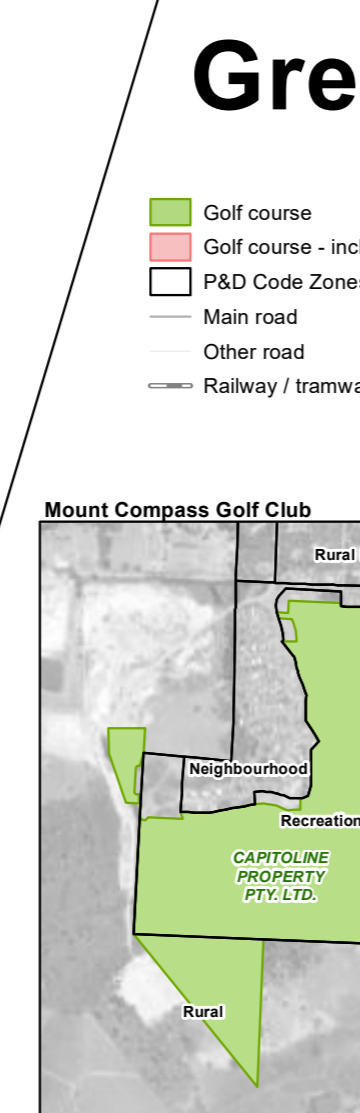 Gre
Golf course
Golf course - incl
P&D Code Zones
Main road
Other road
Railway / tramwa
Mount Compass Golf Club
Rural
Neighbourhood
Recreation
CAPITOLINE
PROPERTY
PTY. LTD.
Rural